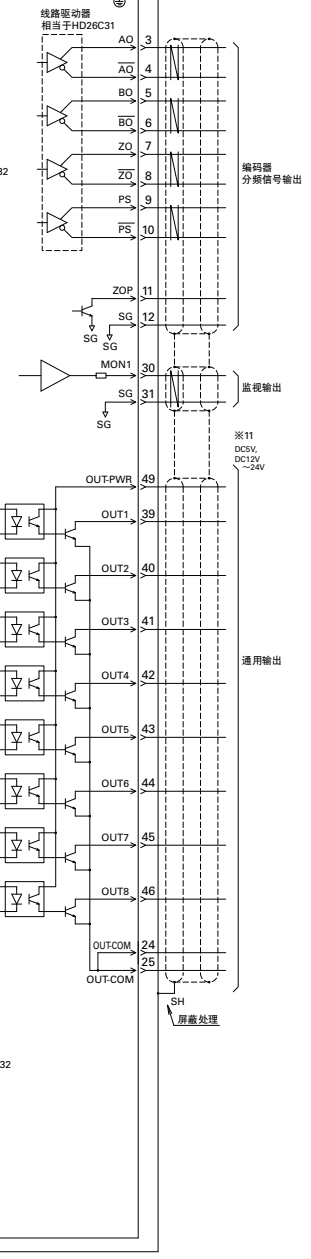 线路驱动器
相当于HD26C31
AO 3
A̅O̅ 4
BO 5
B̅O̅ 6
ZO 7
Z̅O̅ 8
32
PS 9
P̅S̅ 10
编码器
分频信号输出
ZOP 11
SG 12
SG
SG
MON1 30
SG 31
SG
监视输出
※11
DC5V,
DC12V
～24V
OUT-PWR 49
OUT1 39
OUT2 40
OUT3 41
OUT4 42
OUT5 43
OUT6 44
OUT7 45
OUT8 46
通用输出
OUT-COM 24
25
OUT-COM
SH
屏蔽处理
32